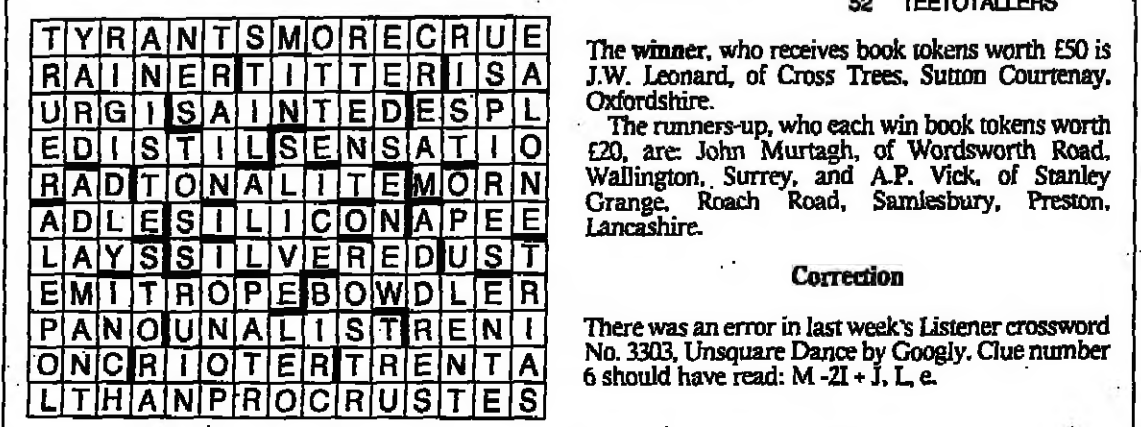 52 TEETOTALLERS
TYRANTSMORECRUE
RAINERTITTERISA
URGISAINTEDESPL
EDISTILSENSATIO
RADTONALITEMORN
ADLESILICONAPEE
LAYSSILVEREDUST
EMITROPEBOWDLER
PANOUNALISTRENI
ONCRIOTERTRENTA
LTHANPROCRUSTES
The winner, who receives book tokens worth £50 is
J.W. Leonard, of Cross Trees, Sutton Courtenay,
Oxfordshire.
The runners-up, who each win book tokens worth
£20, are: John Murtagh, of Wordsworth Road,
Wallington, Surrey, and A.P. Vick, of Stanley
Grange, Roach Road, Samlesbury, Preston,
Lancashire.
Correction
There was an error in last week's Listener crossword
No. 3303, Unsquare Dance by Googly. Clue number
6 should have read: M -2I + J, L, e.